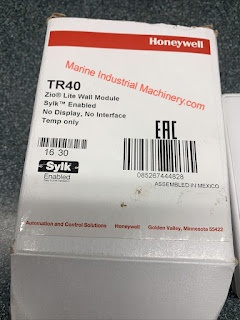 Honeywell
Marine Industrial Machinery.com
TR40
Zio® Lite Wall Module
Sylk™ Enabled
No Display, No Interface
Temp only
EAC
16 30
Sylk
Enabled
085267444828
ASSEMBLED IN MEXICO
Automation and Control Solutions Honeywell Golden Valley, Minnesota 55422